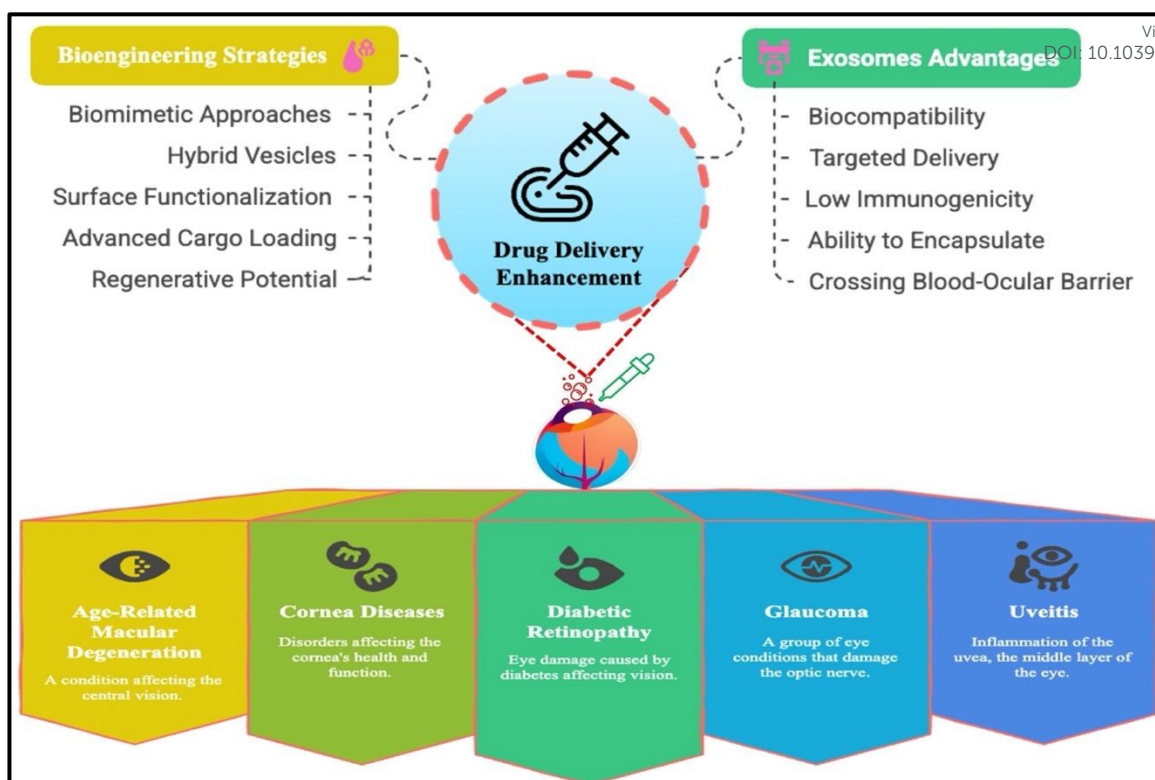 Vi
DOI: 10.1039
Bioengineering Strategies
Biomimetic Approaches
Hybrid Vesicles
Surface Functionalization
Advanced Cargo Loading
Regenerative Potential
Drug Delivery
Enhancement
Exosomes Advantages
Biocompatibility
Targeted Delivery
Low Immunogenicity
Ability to Encapsulate
Crossing Blood-Ocular Barrier
Age-Related
Macular
Degeneration
A condition affecting the
central vision.
Cornea Diseases
Disorders affecting the
cornea's health and
function.
Diabetic
Retinopathy
Eye damage caused by
diabetes affecting vision.
Glaucoma
A group of eye
conditions that damage
the optic nerve.
Uveitis
Inflammation of the
uvea, the middle layer of
the eye.